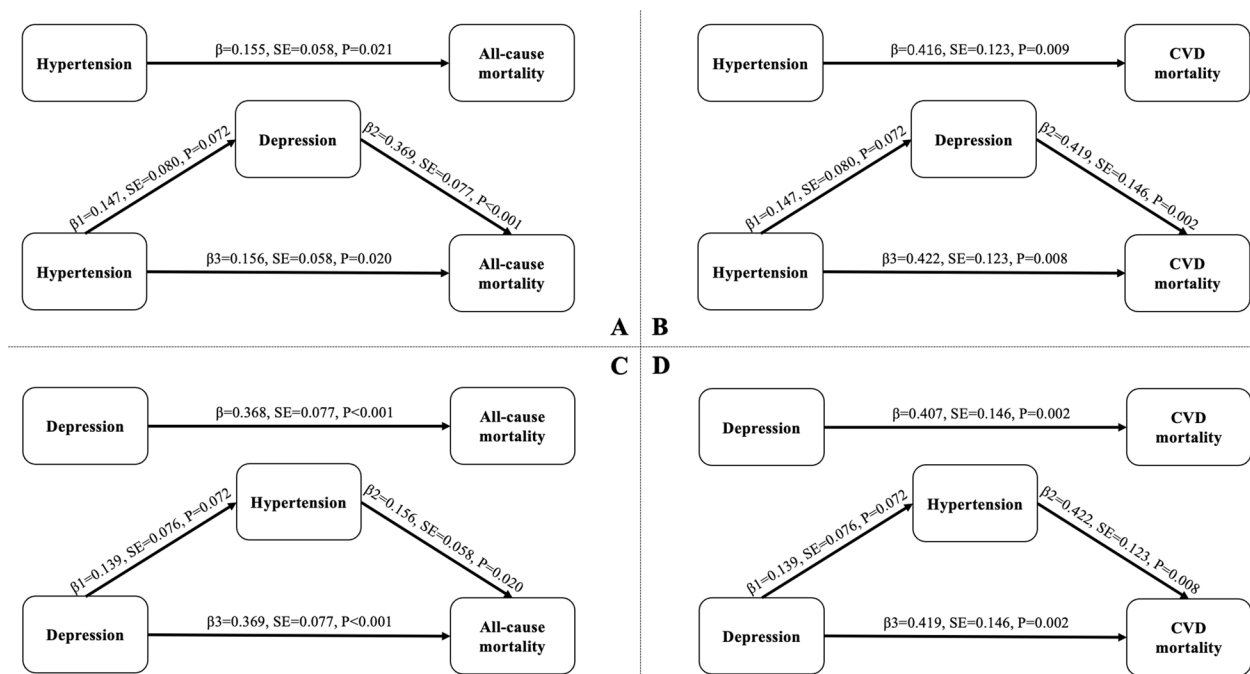 β=0.155, SE=0.058, P=0.021
Hypertension
All-cause
mortality
β1=0.147, SE=0.080, P=0.072
Depression
β2=0.369, SE=0.077, P<0.001
Hypertension
β3=0.156, SE=0.058, P=0.020
All-cause
mortality
A
β=0.416, SE=0.123, P=0.009
Hypertension
CVD
mortality
β1=0.147, SE=0.080, P=0.072
Depression
β2=0.419, SE=0.146, P=0.002
Hypertension
β3=0.422, SE=0.123, P=0.008
CVD
mortality
B
C
β=0.368, SE=0.077, P<0.001
Depression
All-cause
mortality
β1=0.139, SE=0.076, P=0.072
Hypertension
β2=0.156, SE=0.058, P=0.020
Depression
β3=0.369, SE=0.077, P<0.001
All-cause
mortality
D
β=0.407, SE=0.146, P=0.002
Depression
CVD
mortality
β1=0.139, SE=0.076, P=0.072
Hypertension
β2=0.422, SE=0.123, P=0.008
Depression
β3=0.419, SE=0.146, P=0.002
CVD
mortality